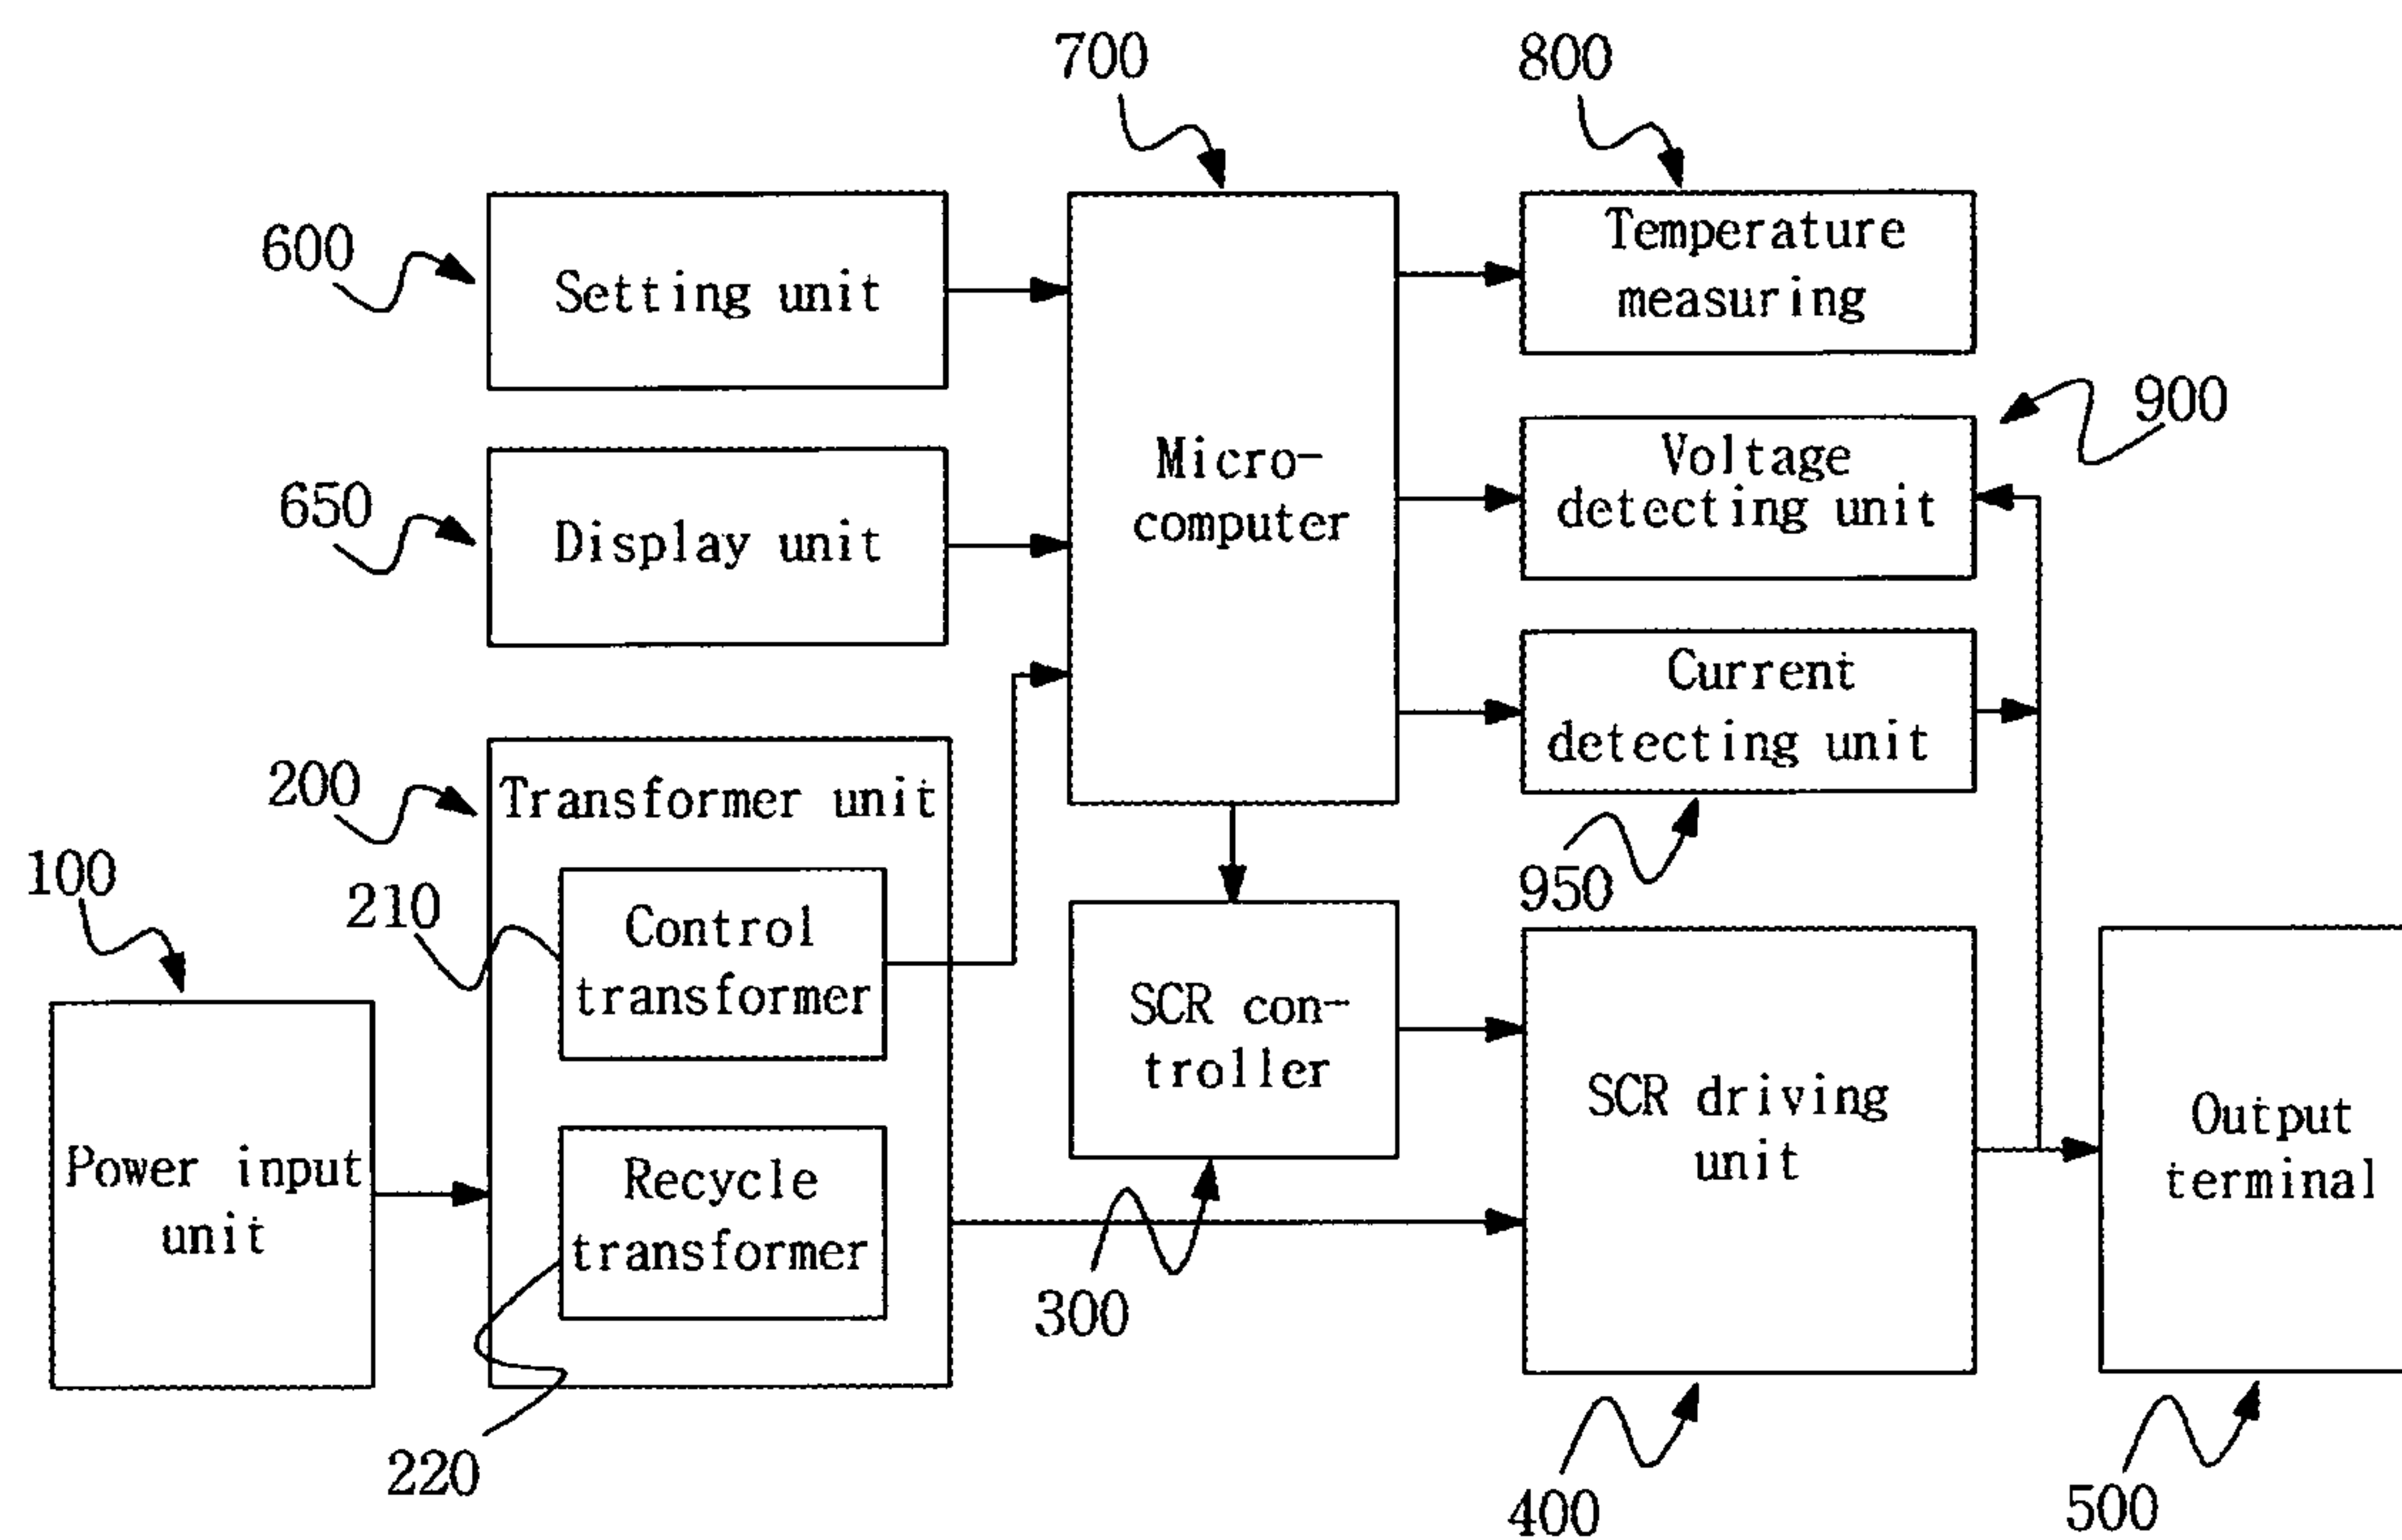 700
800
600
Setting unit
Temperature
measuring
900
Micro-
computer
Voltage
detecting unit
650
Display unit
Current
detecting unit
200
Transformer unit
950
100
210
Control
transformer
SCR con-
troller
SCR driving
unit
Output
terminal
Power input
unit
Recycle
transformer
300
220
400
500